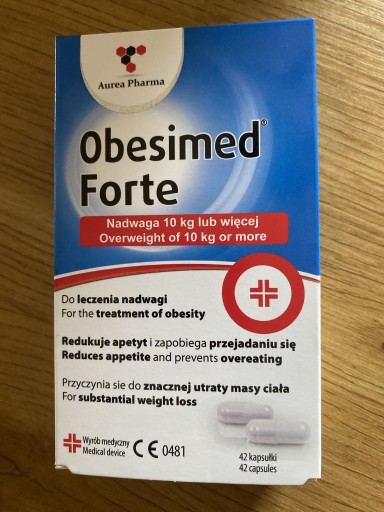 Aurea Pharma
Obesimed®
Forte
Nadwaga 10 kg lub więcej
Overweight of 10 kg or more
Do leczenia nadwagi
For the treatment of obesity
Redukuje apetyt i zapobiega przejadaniu się
Reduces appetite and prevents overeating
Przyczynia sie do znacznej utraty masy ciała
For substantial weight loss
Wyrób medyczny
Medical device
CE 0481
42 kapsułki
42 capsules